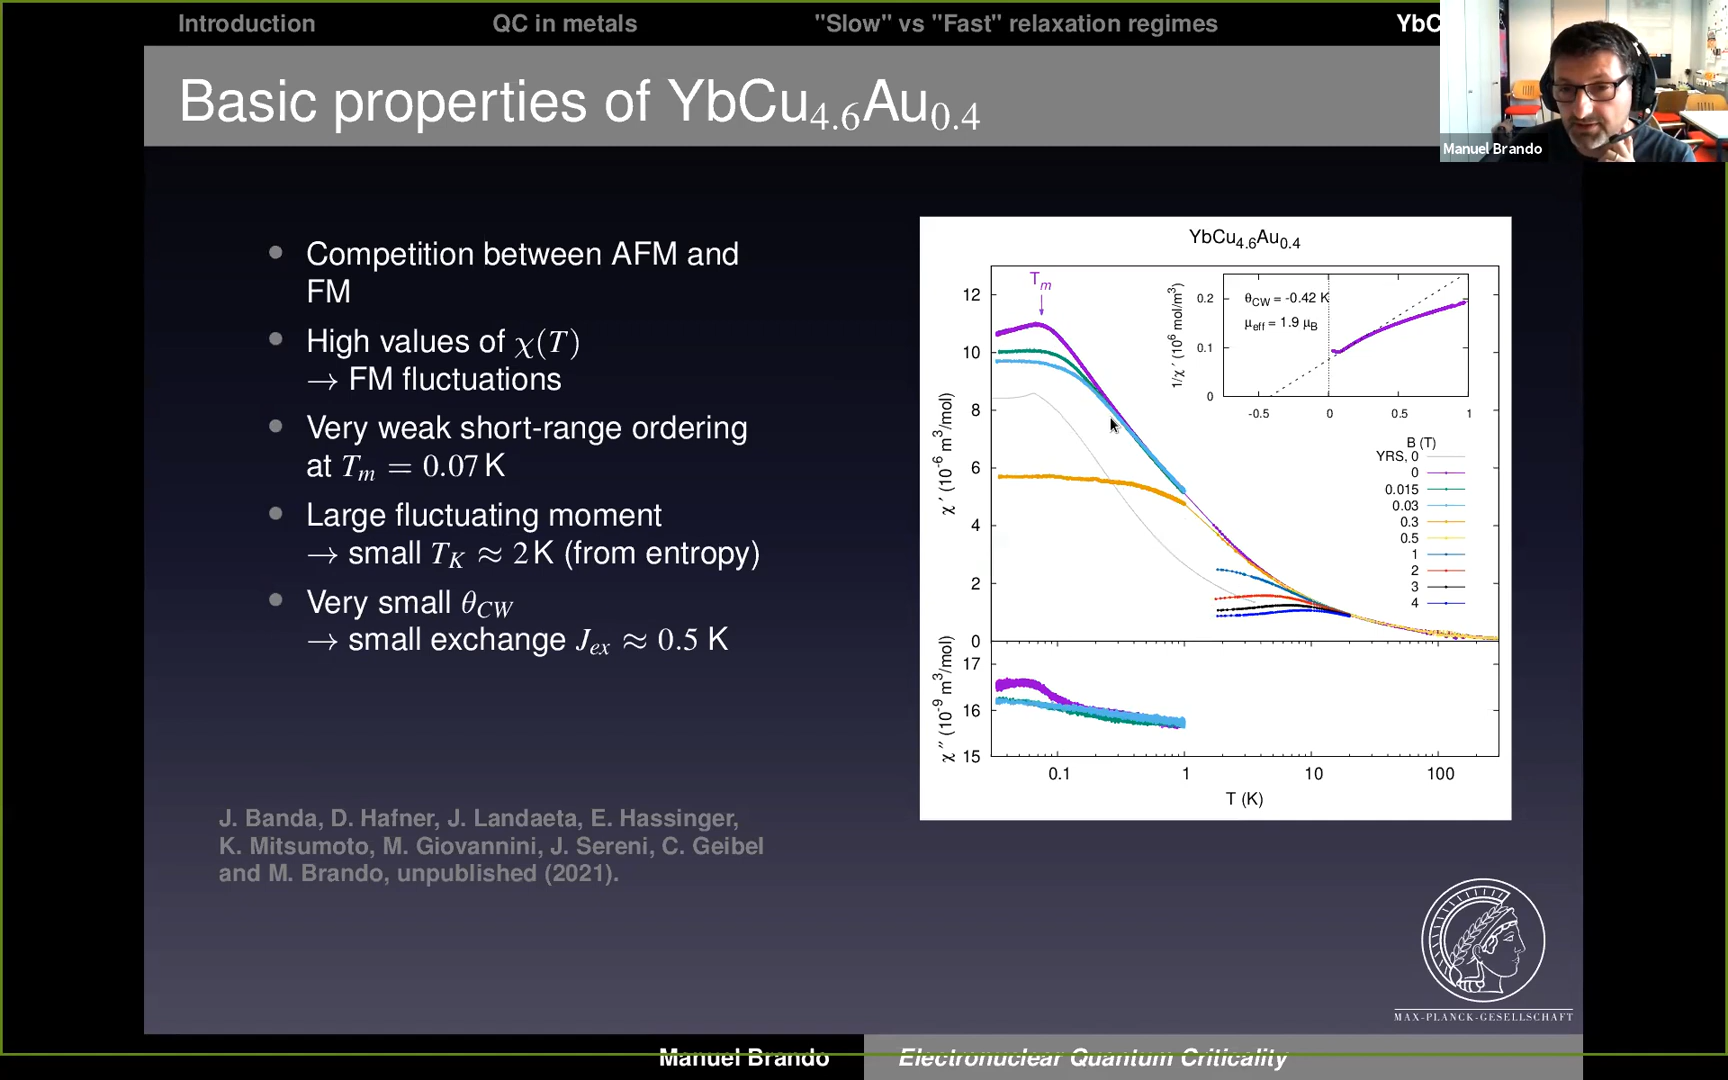 Introduction QC in metals "Slow" vs "Fast" relaxation regimes YbC
Basic properties of YbCu₄.₆Au₀.₄
Manuel Brando
• Competition between AFM and
FM
• High values of χ(T)
→ FM fluctuations
• Very weak short-range ordering
at Tₘ = 0.07 K
• Large fluctuating moment
→ small T_K ≈ 2 K (from entropy)
• Very small θ_CW
→ small exchange J_ex ≈ 0.5 K
J. Banda, D. Hafner, J. Landaeta, E. Hassinger,
K. Mitsumoto, M. Giovannini, J. Sereni, C. Geibel
and M. Brando, unpublished (2021).
YbCu₄.₆Au₀.₄
Tₘ
χ′ (10⁻⁶ m³/mol)
12
10
8
6
4
2
0
1/χ′ (10⁶ mol/m³)
0.2
0.1
0
θ_CW = -0.42 K
μ_eff = 1.9 μ_B
-0.5 0 0.5 1
B (T)
YRS, 0
0
0.015
0.03
0.3
0.5
1
2
3
4
χ″ (10⁻⁹ m³/mol)
17
16
15
0.1 1 10 100
T (K)
MAX-PLANCK-GESELLSCHAFT
Manuel Brando Electronuclear Quantum Criticality